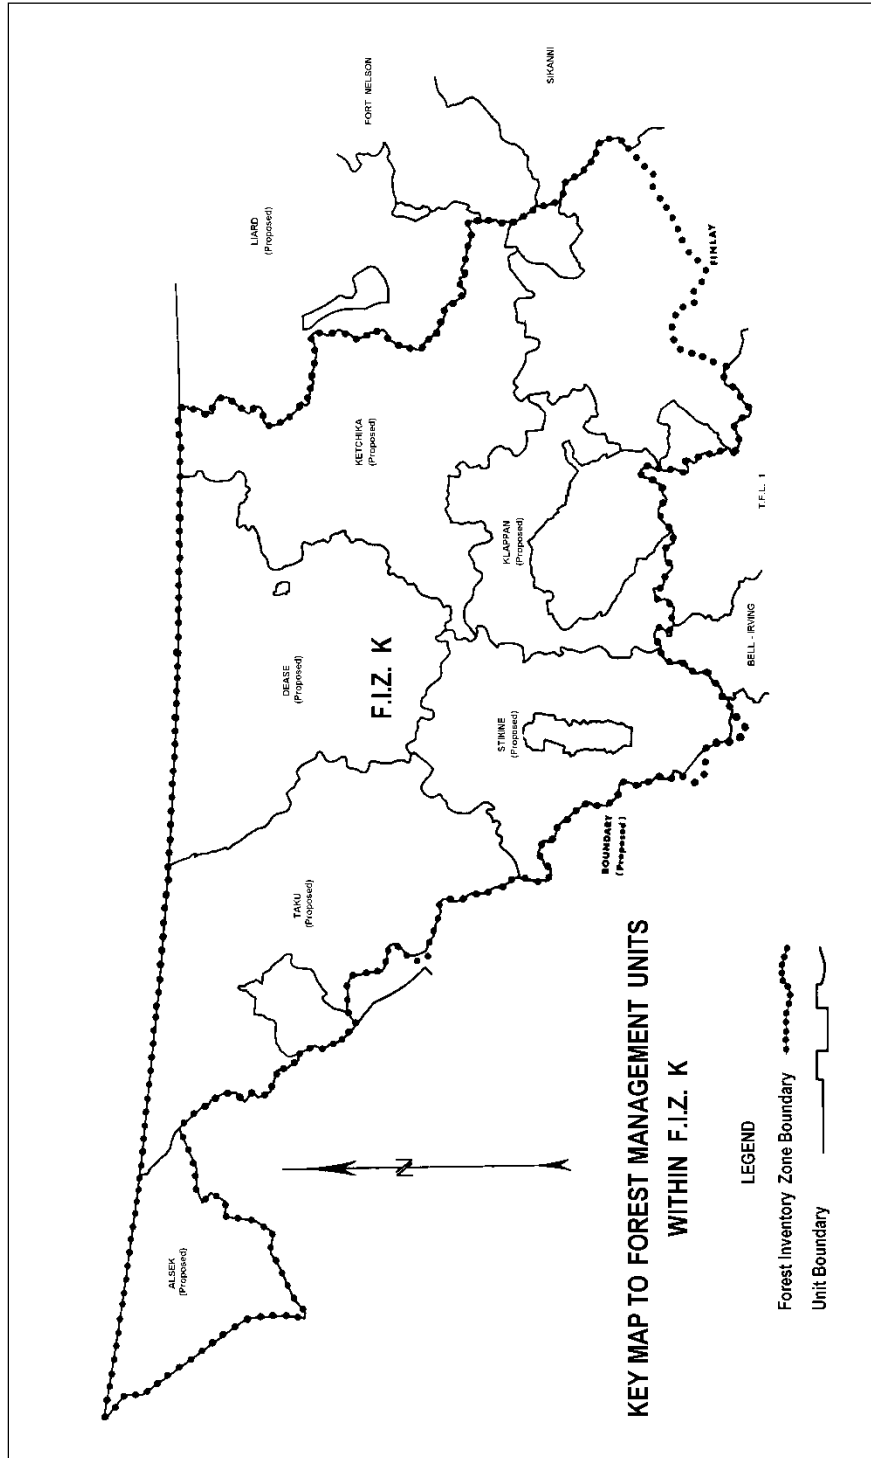 ALSEK
(Proposed)
TAKU
(Proposed)
DEASE
(Proposed)
LIARD
(Proposed)
FORT NELSON
SIKANNI
KETCHIKA
(Proposed)
F.I.Z. K
KLAPPAN
(Proposed)
STIKINE
(Proposed)
BOUNDARY
(Proposed)
FINLAY
T.F.L. 1
BELL - IRVING
N
KEY MAP TO FOREST MANAGEMENT UNITS
WITHIN F.I.Z. K
LEGEND
Forest Inventory Zone Boundary
Unit Boundary